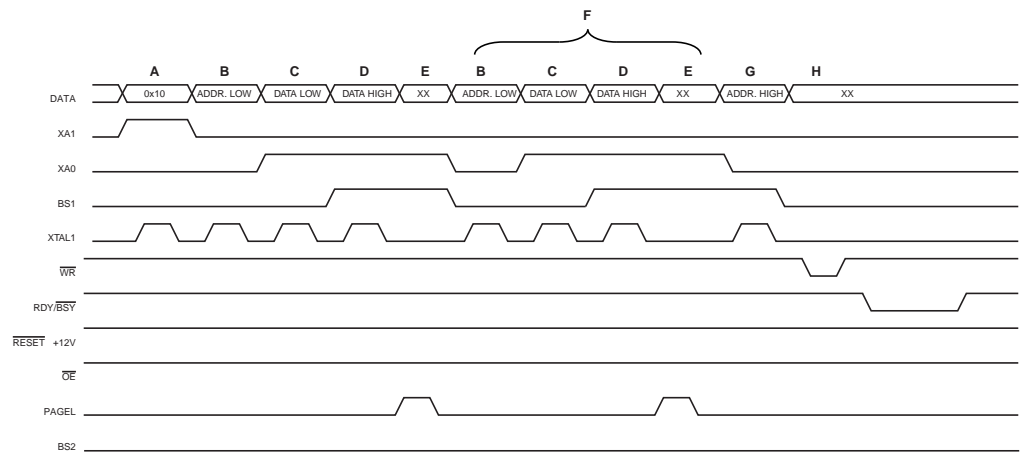 F
A B C D E B C D E G H
DATA 0x10 ADDR. LOW DATA LOW DATA HIGH XX ADDR. LOW DATA LOW DATA HIGH XX ADDR. HIGH XX
XA1
XA0
BS1
XTAL1
WR
RDY/BSY
RESET +12V
OE
PAGEL
BS2